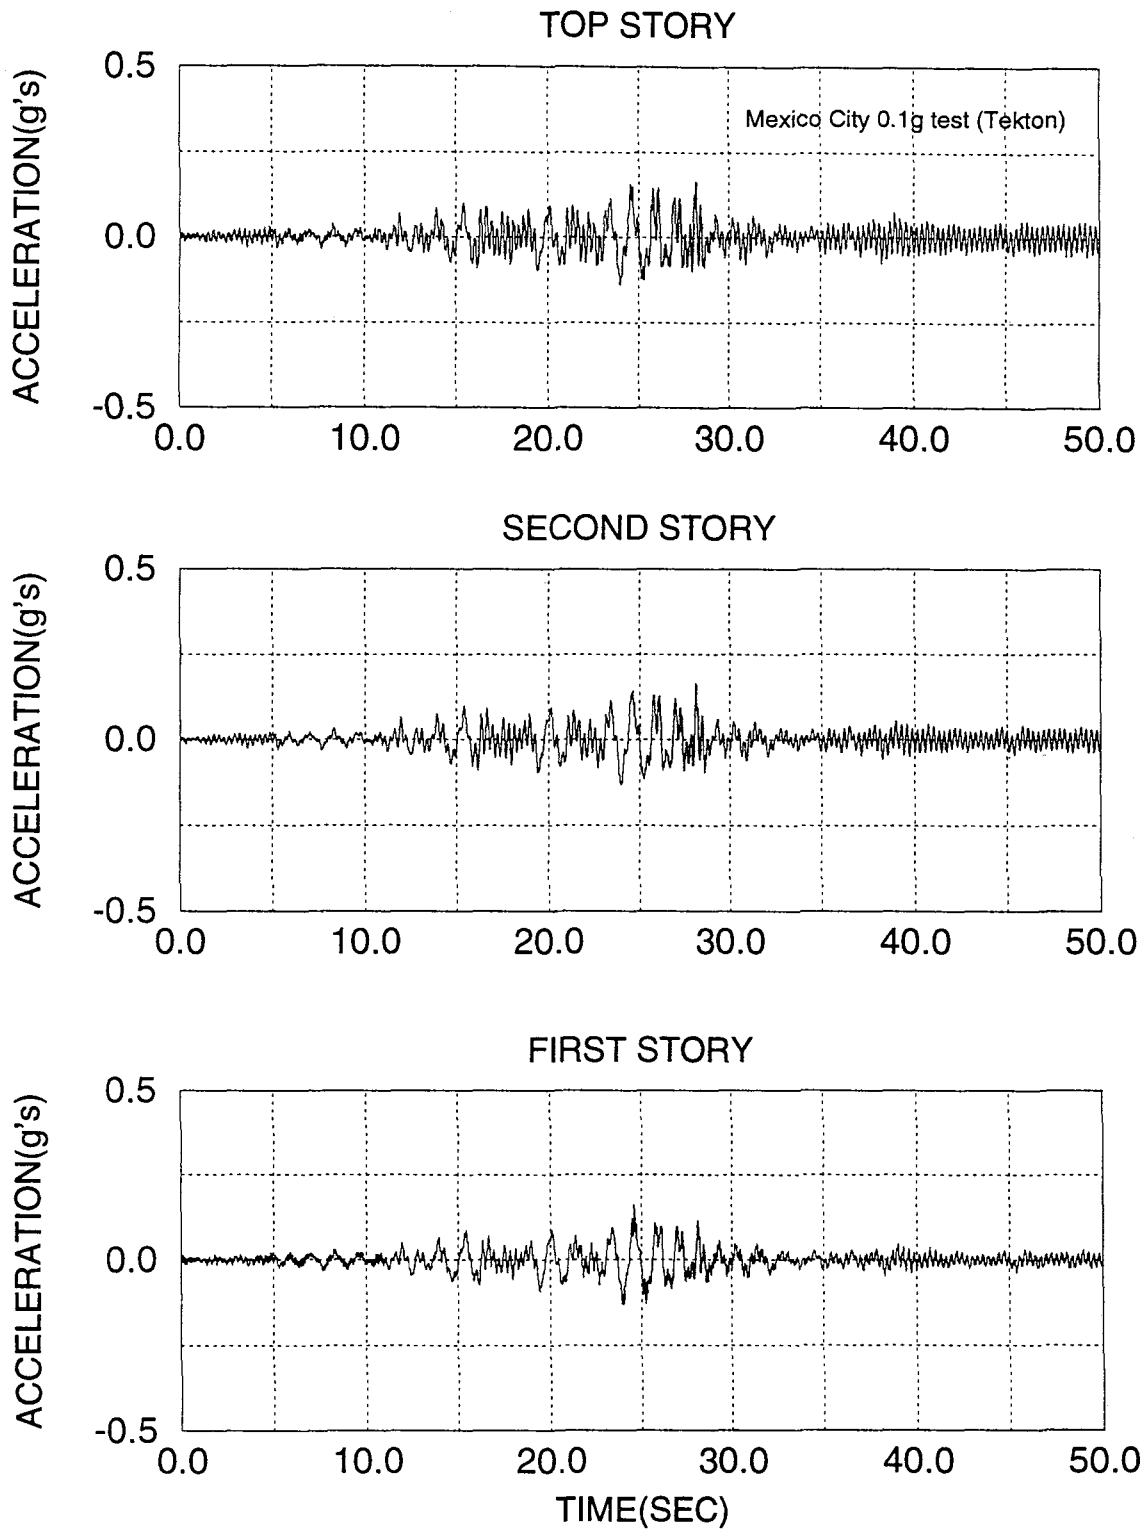 TOP STORY
ACCELERATION(g's)
0.5
0.0
-0.5
Mexico City 0.1g test (Tekton)
0.0 10.0 20.0 30.0 40.0 50.0
SECOND STORY
ACCELERATION(g's)
0.5
0.0
-0.5
0.0 10.0 20.0 30.0 40.0 50.0
FIRST STORY
ACCELERATION(g's)
0.5
0.0
-0.5
0.0 10.0 20.0 30.0 40.0 50.0
TIME(SEC)